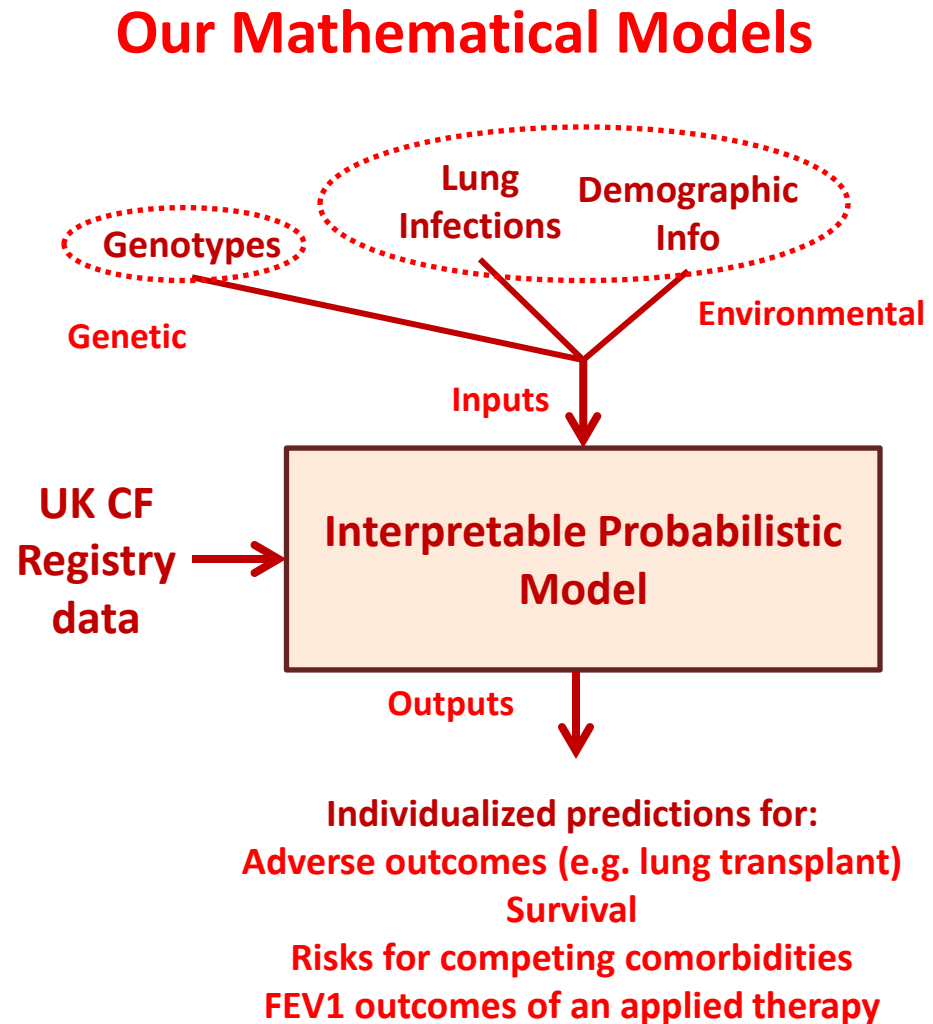 Our Mathematical Models
Lung
Infections
Demographic
Info
Genotypes
Genetic
Environmental
Inputs
UK CF
Registry
data
Interpretable Probabilistic
Model
Outputs
Individualized predictions for:
Adverse outcomes (e.g. lung transplant)
Survival
Risks for competing comorbidities
FEV1 outcomes of an applied therapy